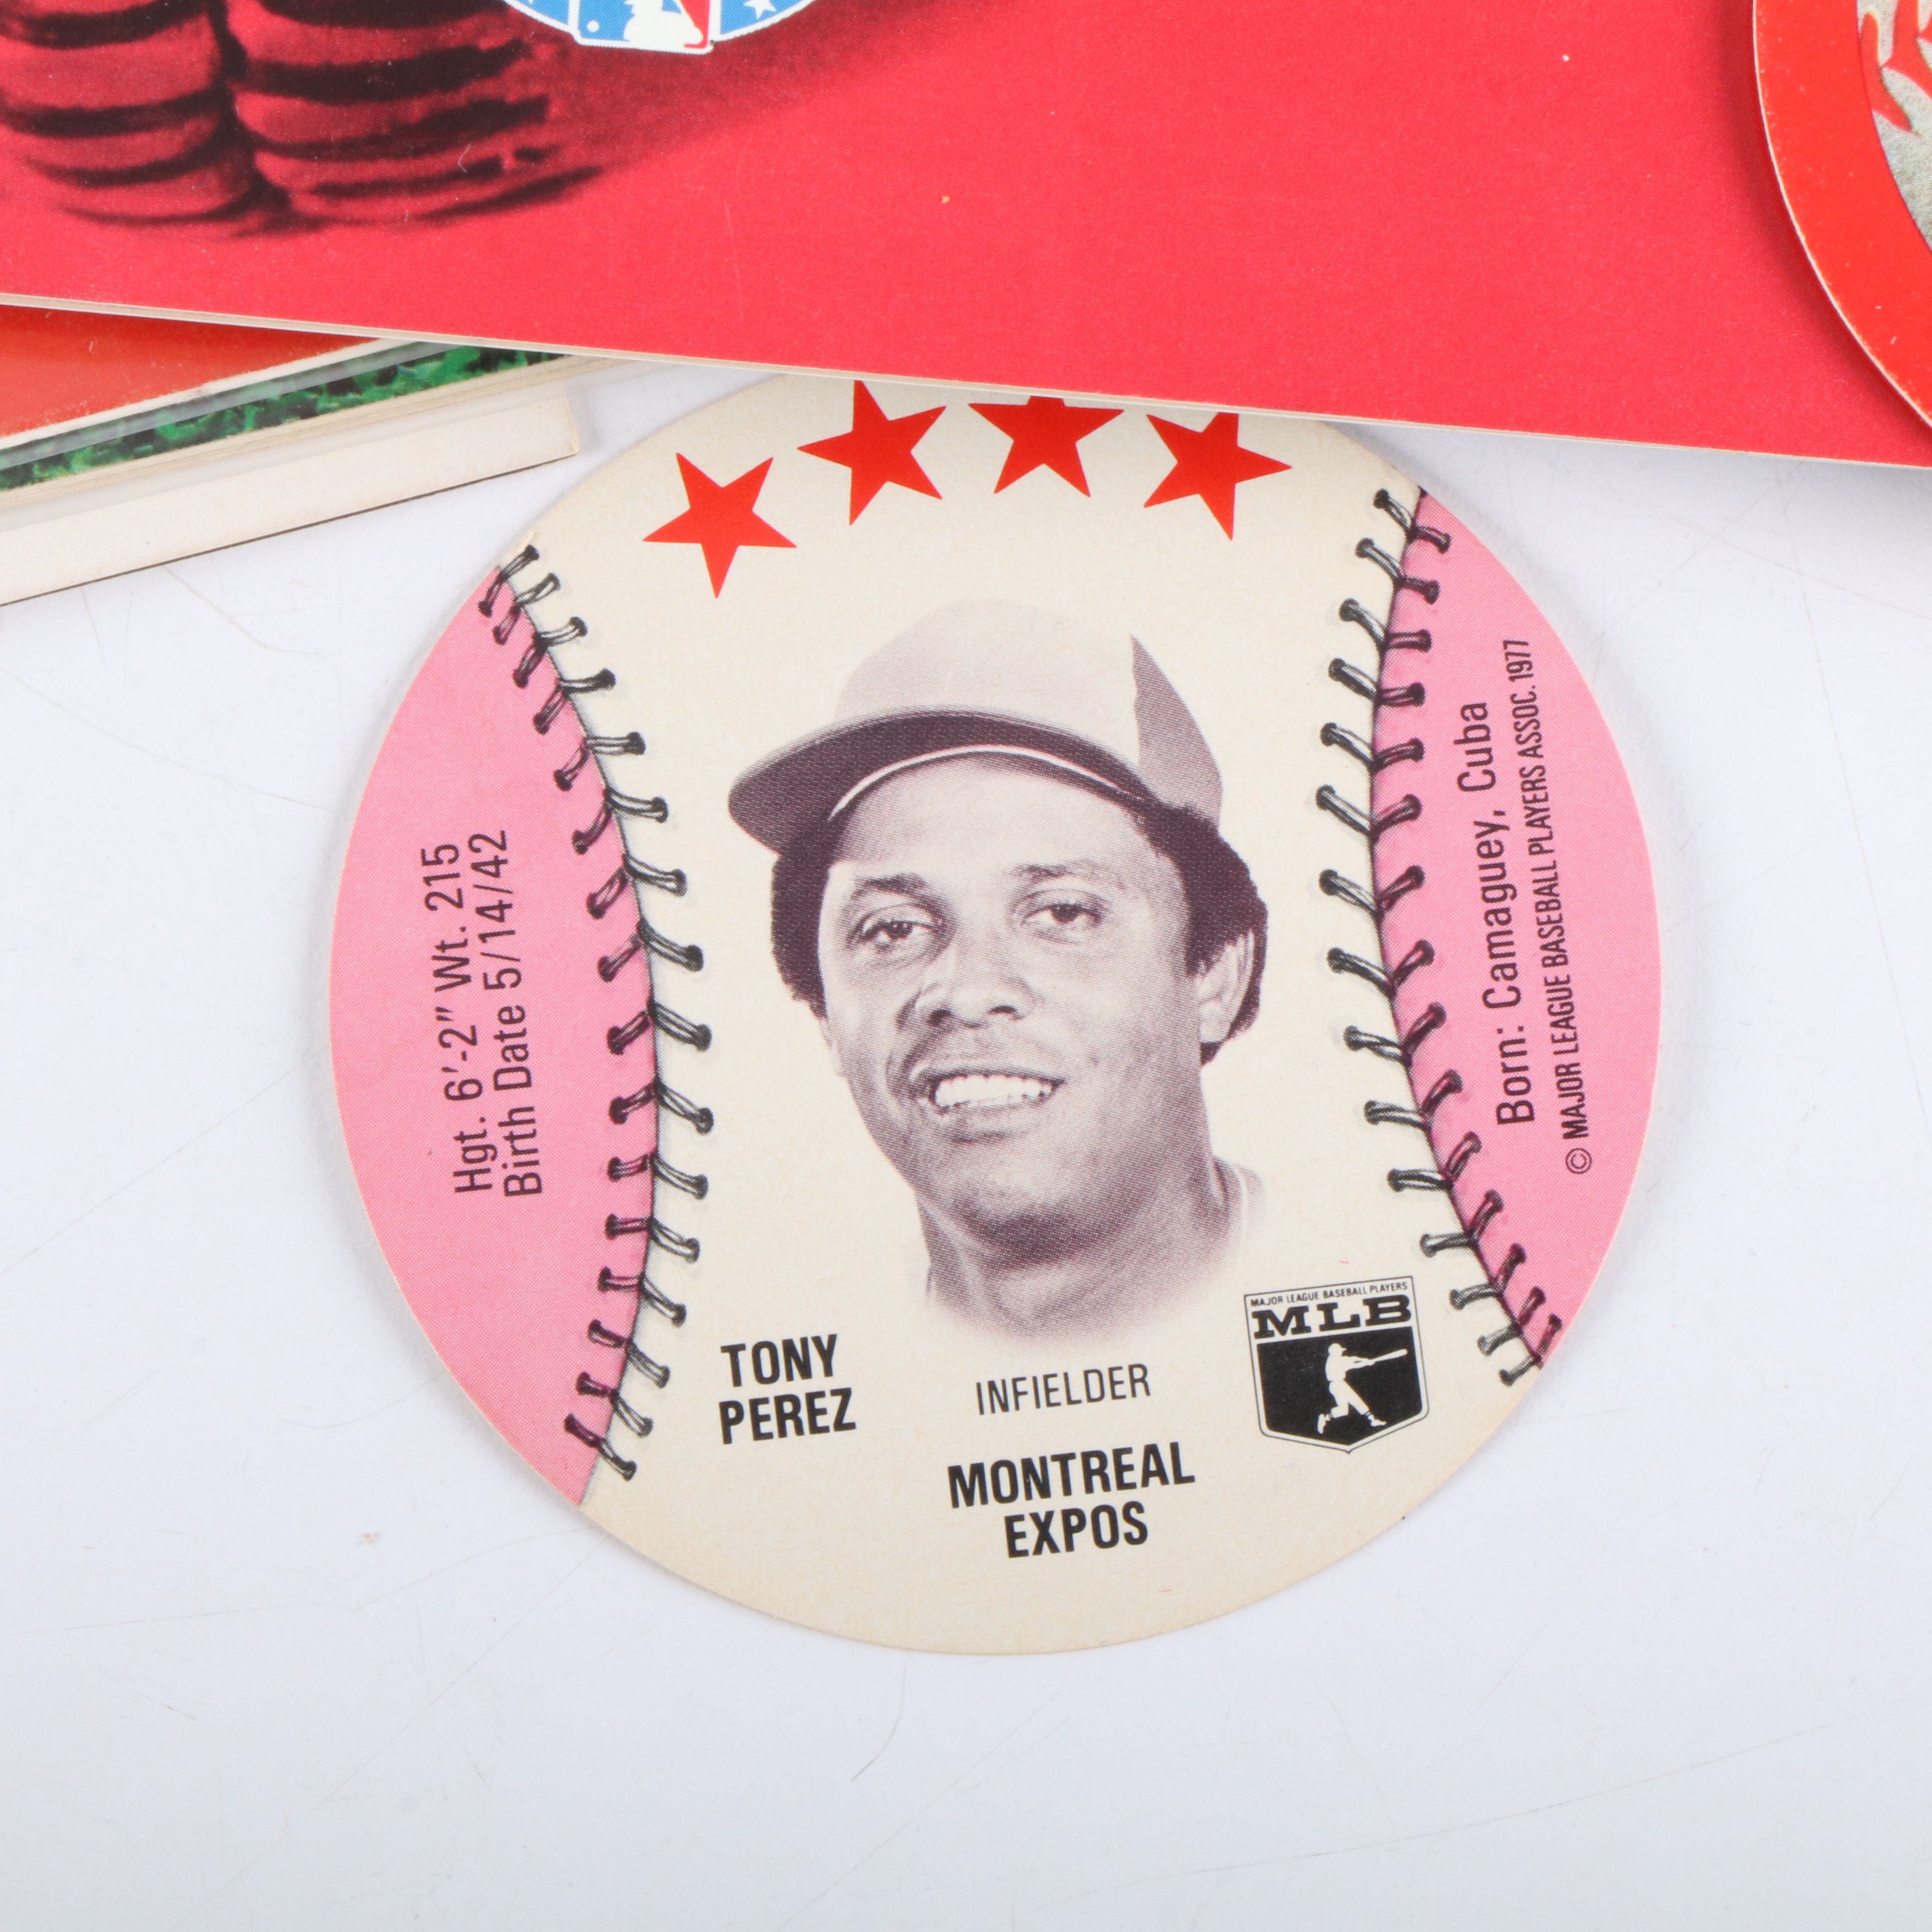 Hgt. 6'-2" Wt. 215
Birth Date 5/14/42
TONY
PEREZ
INFIELDER
MONTREAL
EXPOS
MAJOR LEAGUE BASEBALL PLAYERS
MLB
Born: Camaguey, Cuba
© MAJOR LEAGUE BASEBALL PLAYERS ASSOC. 1977